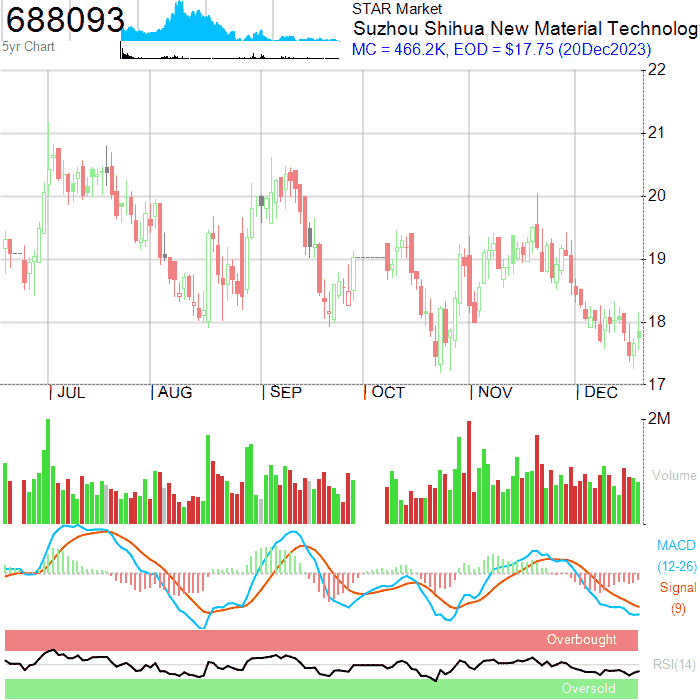 688093
5yr Chart
STAR Market
Suzhou Shihua New Material Technolog
MC = 466.2K, EOD = $17.75 (20Dec2023)
22
21
20
19
18
17
JUL AUG SEP OCT NOV DEC
2M
Volume
MACD
(12-26)
Signal
(9)
Overbought
RSI(14)
Oversold